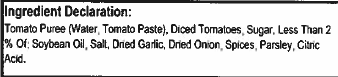 Ingredient Declaration:
Tomato Puree (Water, Tomato Paste), Diced Tomatoes, Sugar, Less Than 2
% Of: Soybean Oil, Salt, Dried Garlic, Dried Onion, Spices, Parsley, Citric
Acid.